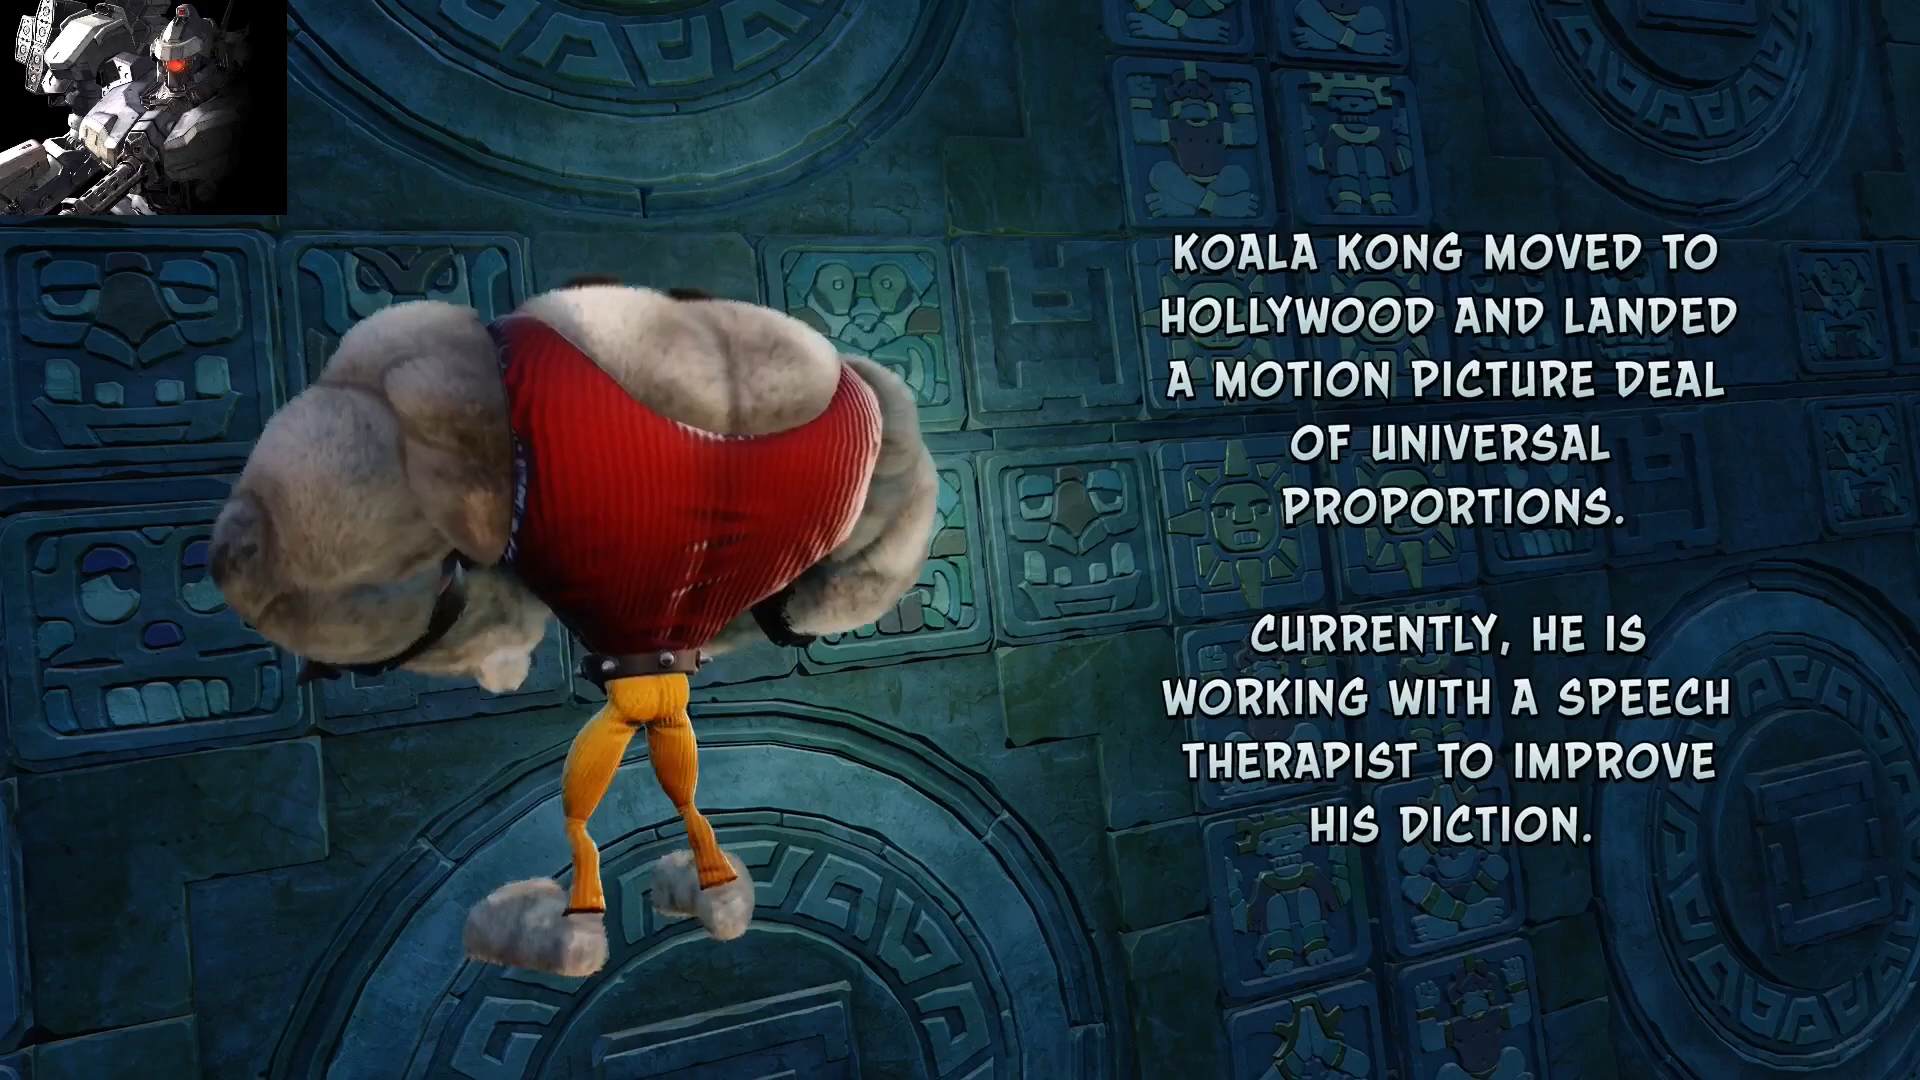 KOALA KONG MOVED TO
HOLLYWOOD AND LANDED
A MOTION PICTURE DEAL
OF UNIVERSAL
PROPORTIONS.
CURRENTLY, HE IS
WORKING WITH A SPEECH
THERAPIST TO IMPROVE
HIS DICTION.